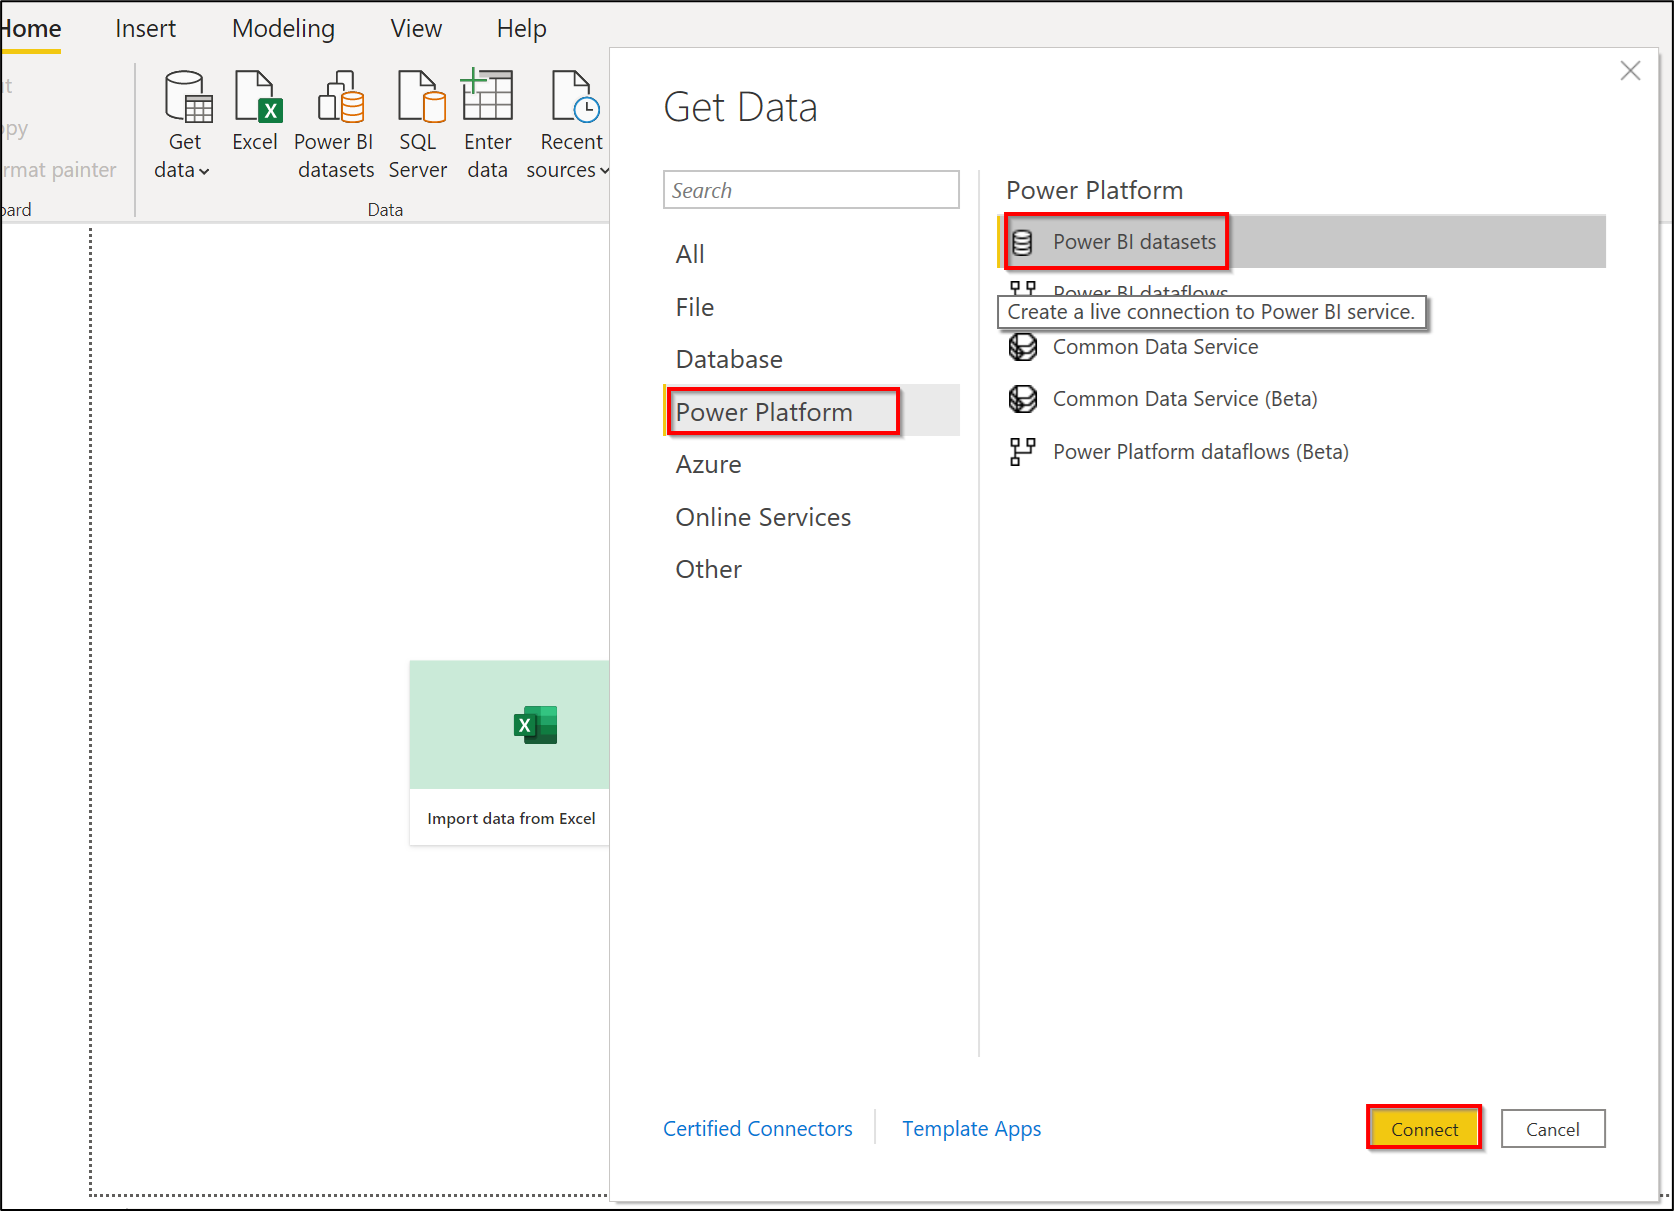 Home Insert Modeling View Help
Get data
Excel
Power BI datasets
SQL Server
Enter data
Recent sources
Data
rmat painter
Import data from Excel
Get Data
Search
All
File
Database
Power Platform
Azure
Online Services
Other
Power Platform
Power BI datasets
Power BI dataflows
Create a live connection to Power BI service.
Common Data Service
Common Data Service (Beta)
Power Platform dataflows (Beta)
Certified Connectors
Template Apps
Connect
Cancel